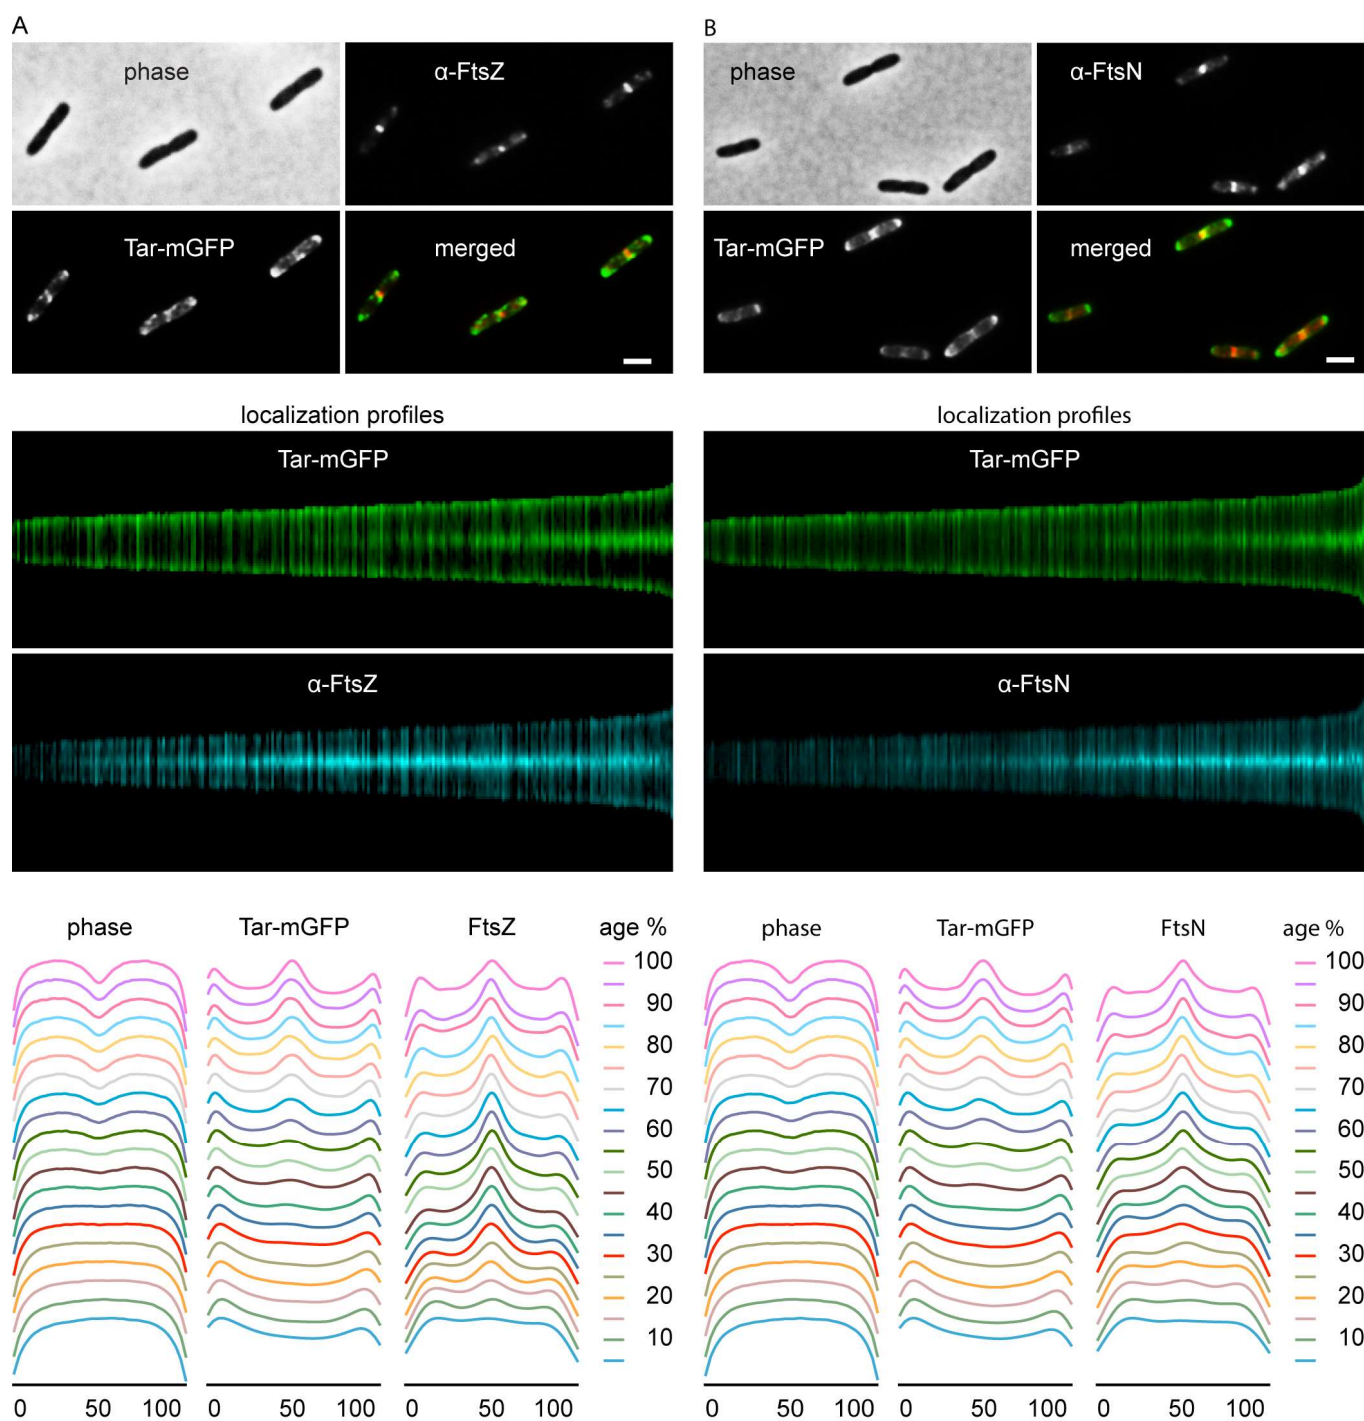 A
phase
α-FtsZ
Tar-mGFP
merged
localization profiles
Tar-mGFP
α-FtsZ
phase
Tar-mGFP
FtsZ
age %
100
90
80
70
60
50
40
30
20
10
0 50 100
0 50 100
0 50 100
B
phase
α-FtsN
Tar-mGFP
merged
localization profiles
Tar-mGFP
α-FtsN
phase
Tar-mGFP
FtsN
age %
100
90
80
70
60
50
40
30
20
10
0 50 100
0 50 100
0 50 100